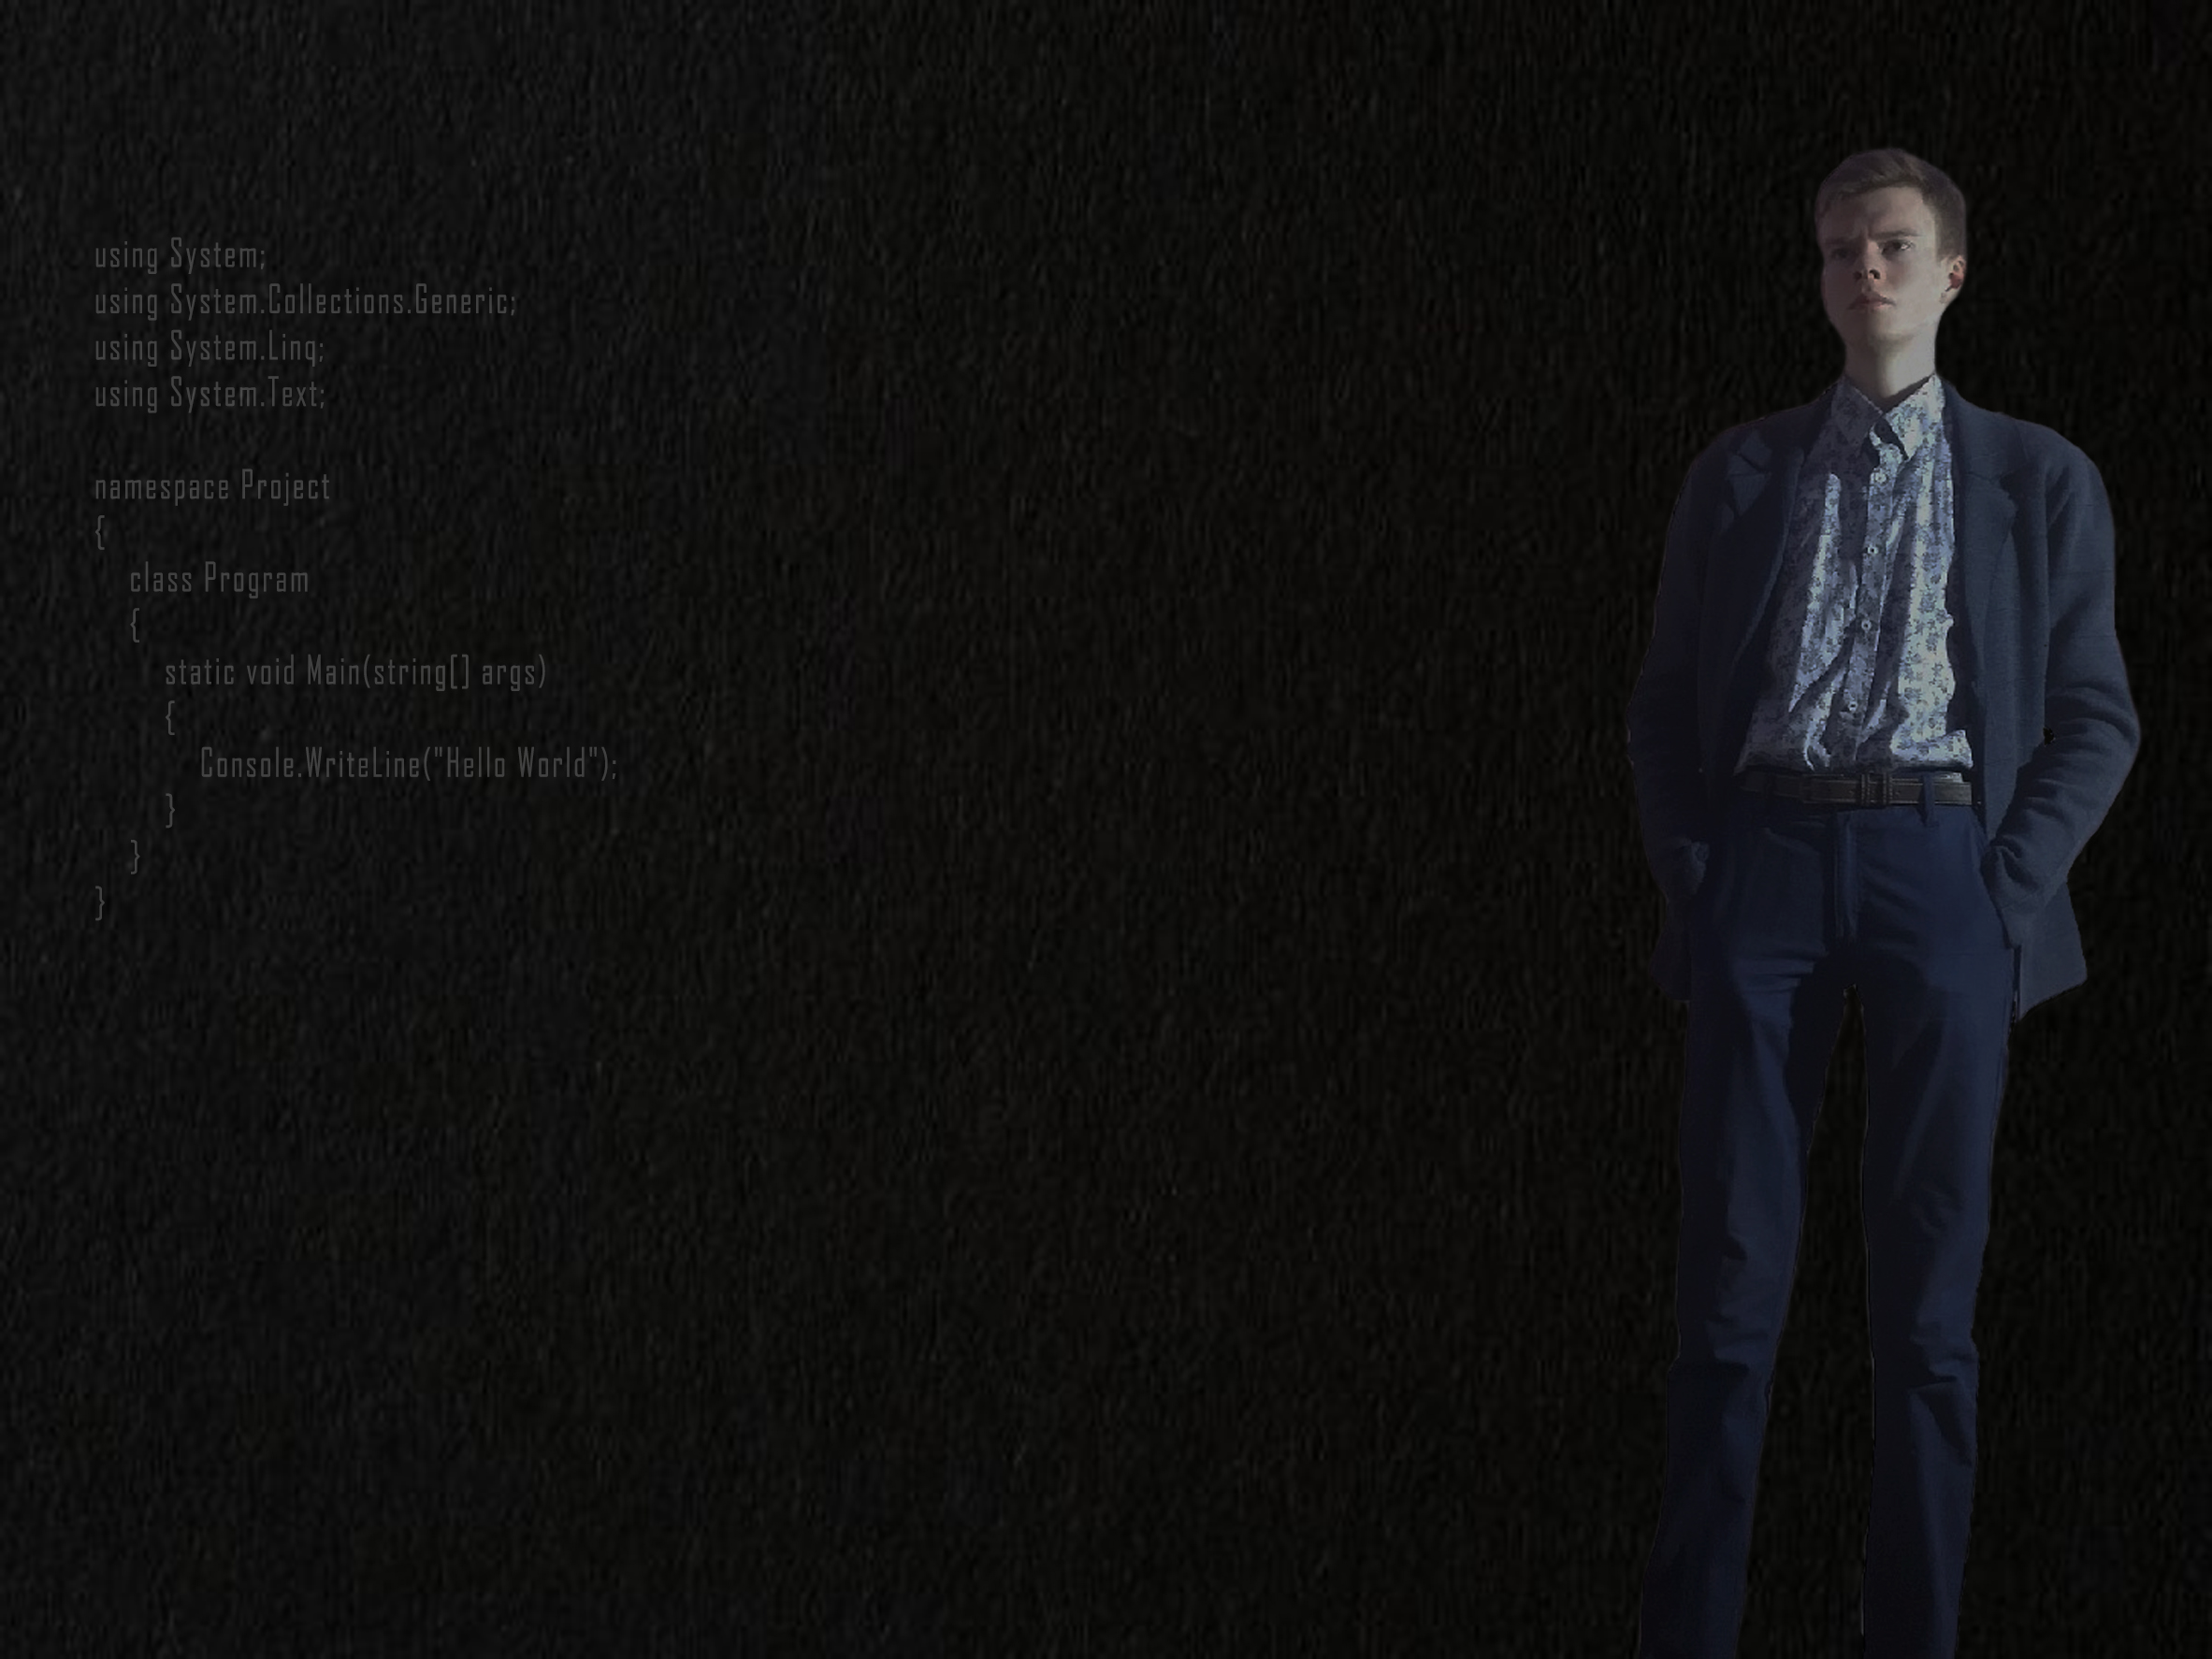 using System;
using System.Collections.Generic;
using System.Linq;
using System.Text;
namespace Project
{
class Program
{
static void Main(string[] args)
{
Console.WriteLine("Hello World");
}
}
}